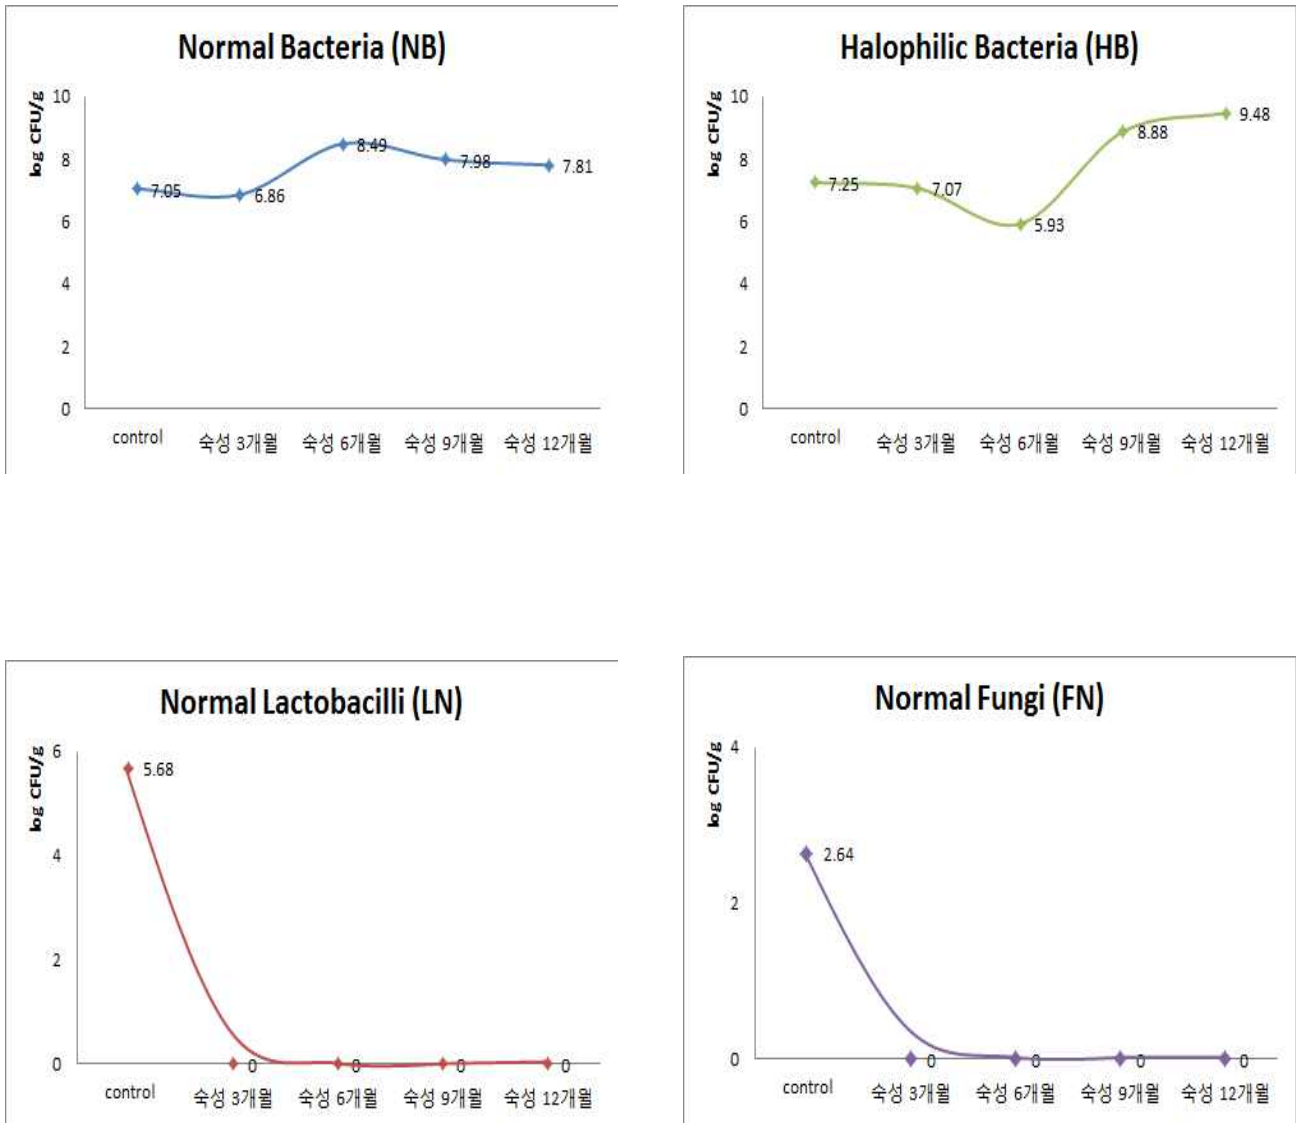 Normal Bacteria (NB)
log CFU/g
10
8
6
4
2
0
7.05
6.86
8.49
7.98
7.81
control
숙성 3개월
숙성 6개월
숙성 9개월
숙성 12개월
Halophilic Bacteria (HB)
log CFU/g
10
8
6
4
2
0
7.25
7.07
5.93
8.88
9.48
control
숙성 3개월
숙성 6개월
숙성 9개월
숙성 12개월
Normal Lactobacilli (LN)
log CFU/g
6
4
2
0
5.68
0
0
0
0
control
숙성 3개월
숙성 6개월
숙성 9개월
숙성 12개월
Normal Fungi (FN)
log CFU/g
4
2
0
2.64
0
0
0
0
control
숙성 3개월
숙성 6개월
숙성 9개월
숙성 12개월